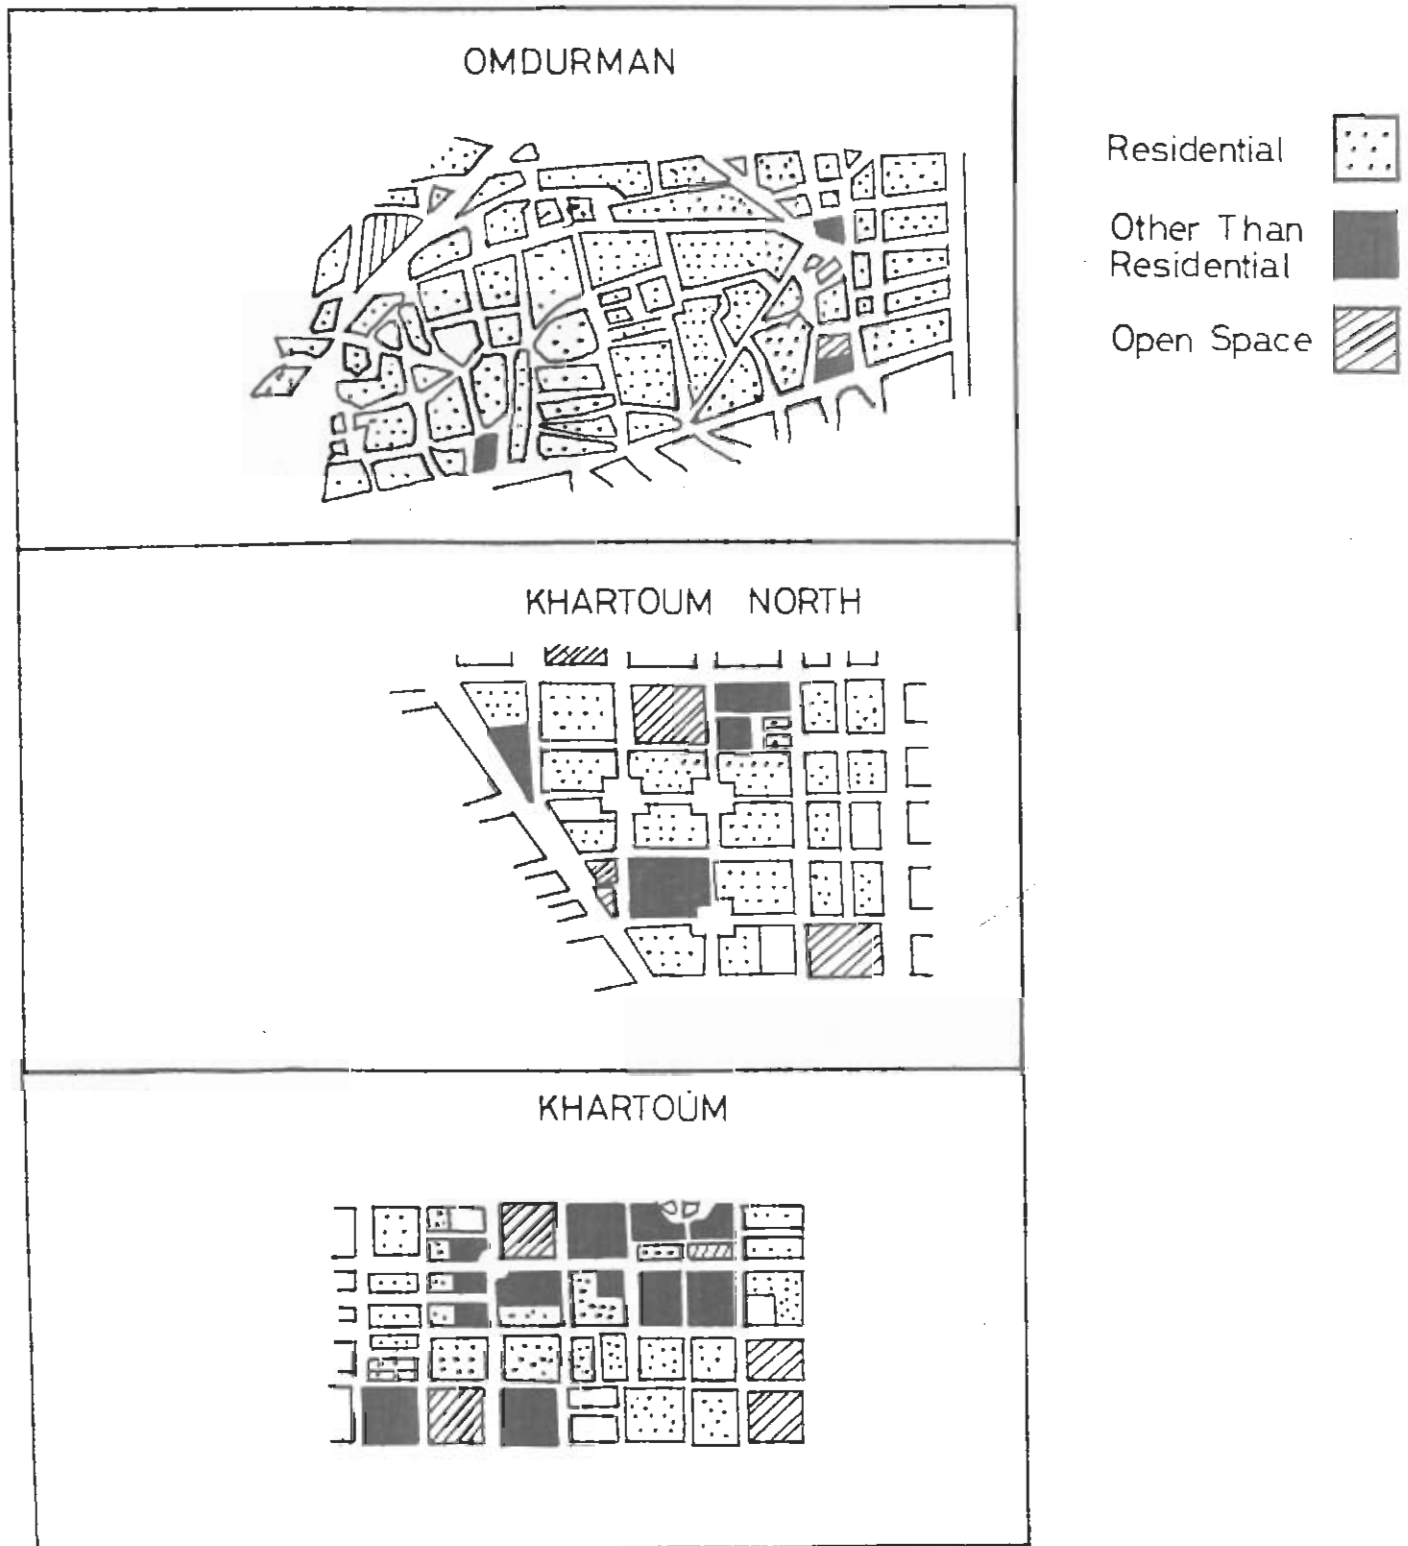 OMDURMAN
Residential
Other Than
Residential
Open Space
KHARTOUM NORTH
KHARTOUM